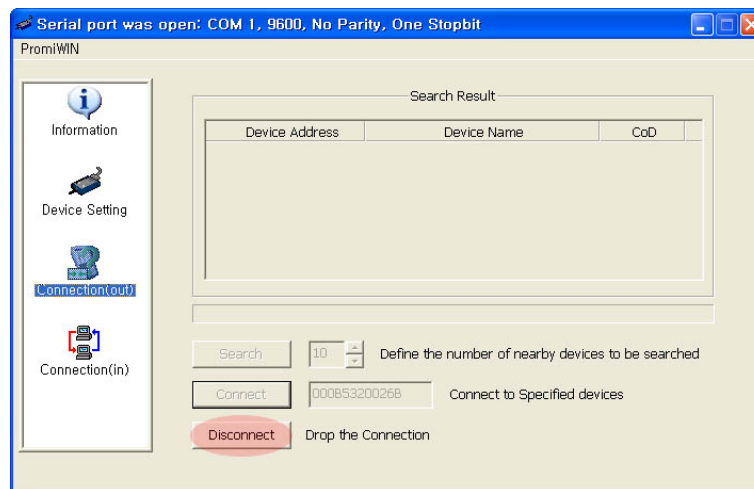 Serial port was open: COM 1, 9600, No Parity, One Stopbit
PromiWIN
Information
Device Setting
Connection(out)
Connection(in)
Search Result
Device Address Device Name CoD
Search 10 Define the number of nearby devices to be searched
Connect 000B5320026B Connect to Specified devices
Disconnect Drop the Connection